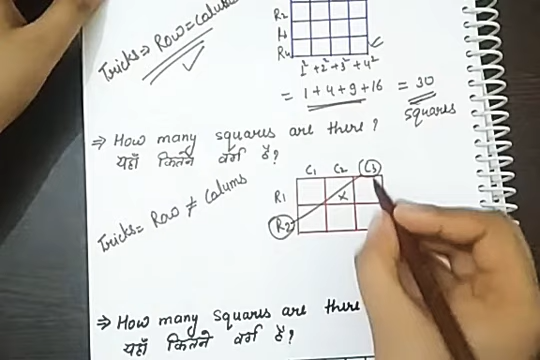 Tricks⇒ Row=Colums
R2
R4
1²+2²+3²+4²
= 1+4+9+16 = 30 squares
⇒ How many squares are there?
यहाँ कितने वर्ग है?
C1 C2 C3
R1
x
R2
Tricks= Row ≠ Colums
⇒ How many squares are there
यहाँ कितने वर्ग है?